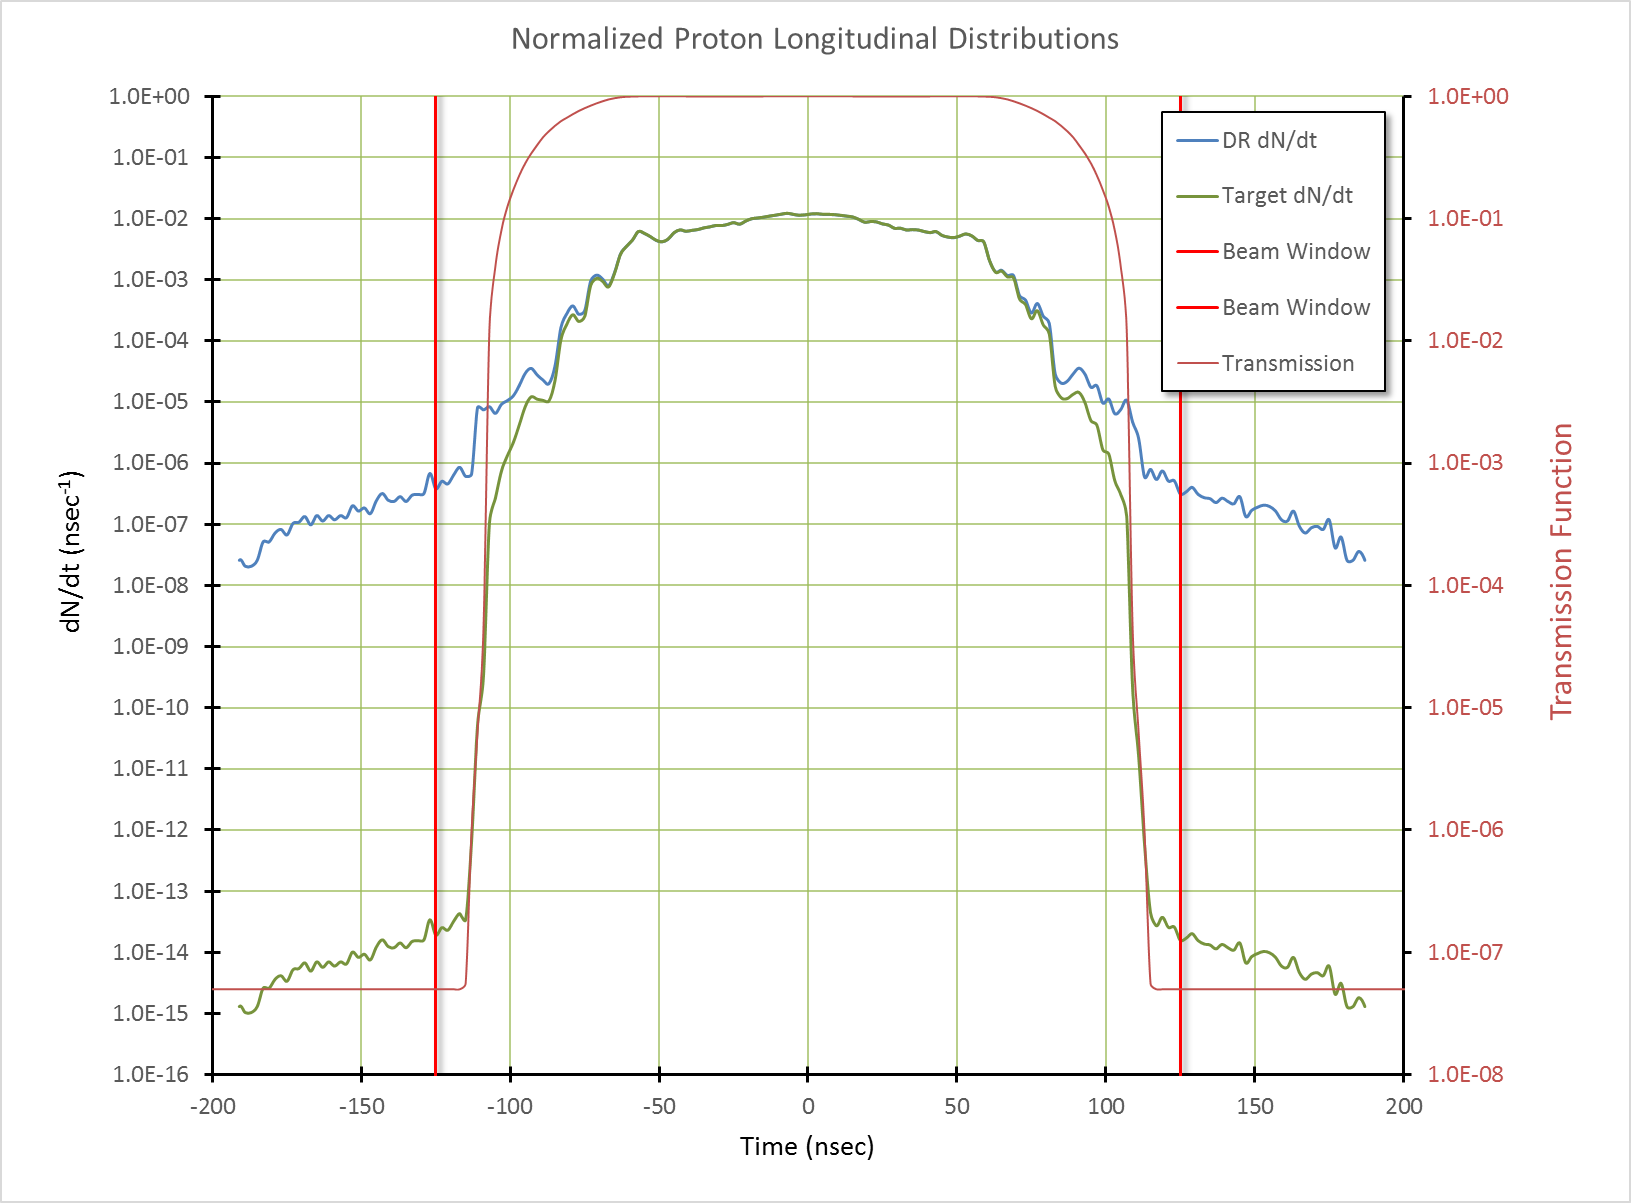 Normalized Proton Longitudinal Distributions
1.0E+00
1.0E-01
1.0E-02
1.0E-03
1.0E-04
1.0E-05
1.0E-06
1.0E-07
1.0E-08
1.0E-09
1.0E-10
1.0E-11
1.0E-12
1.0E-13
1.0E-14
1.0E-15
1.0E-16
dN/dt (nsec⁻¹)
-200
-150
-100
-50
0
50
100
150
200
Time (nsec)
1.0E+00
1.0E-01
1.0E-02
1.0E-03
1.0E-04
1.0E-05
1.0E-06
1.0E-07
1.0E-08
Transmission Function
DR dN/dt
Target dN/dt
Beam Window
Beam Window
Transmission